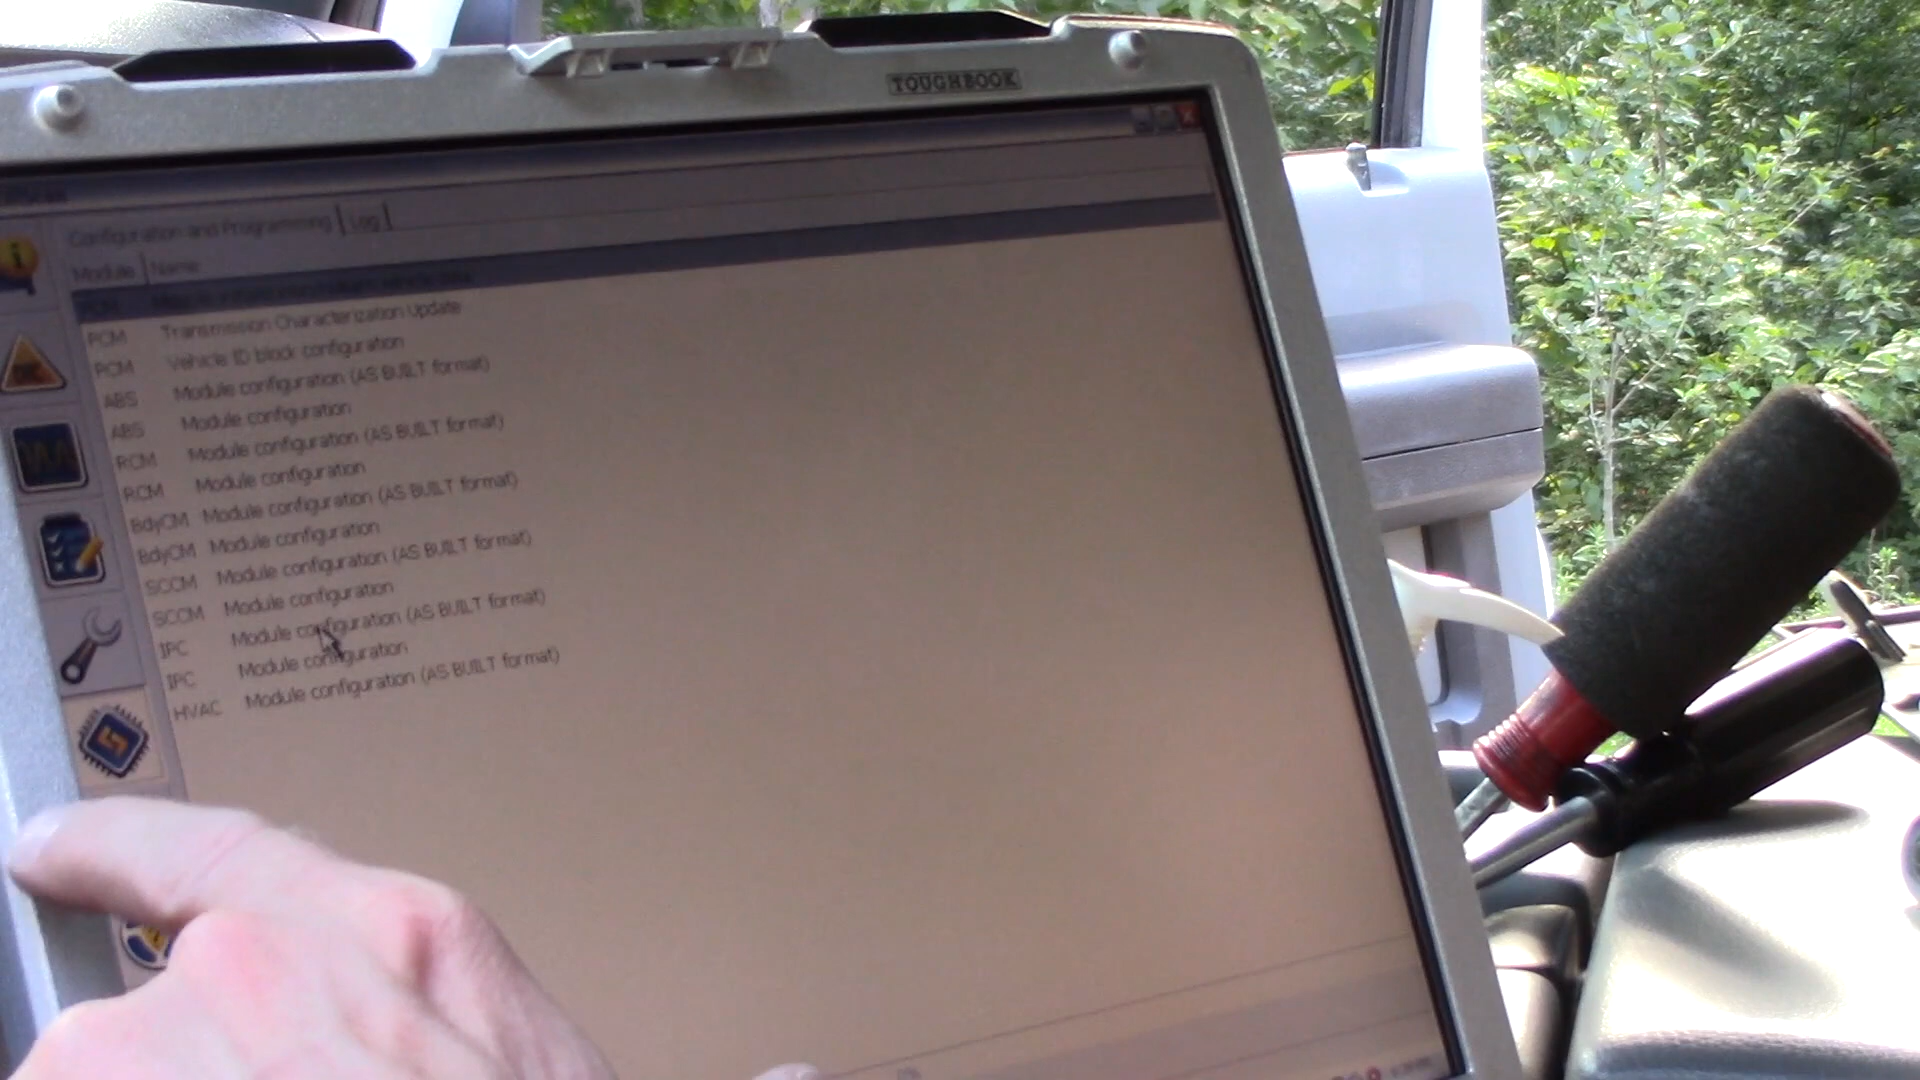 TOUGHBOOK
Configuration and Programming Log
Module Name
PCM
PCM Transmission Characterization Update
PCM Vehicle ID block configuration
ABS Module configuration (AS BUILT format)
ABS Module configuration
RCM Module configuration (AS BUILT format)
RCM Module configuration
BdyCM Module configuration (AS BUILT format)
BdyCM Module configuration
SCCM Module configuration (AS BUILT format)
SCCM Module configuration
IPC Module configuration (AS BUILT format)
IPC Module configuration
HVAC Module configuration (AS BUILT format)